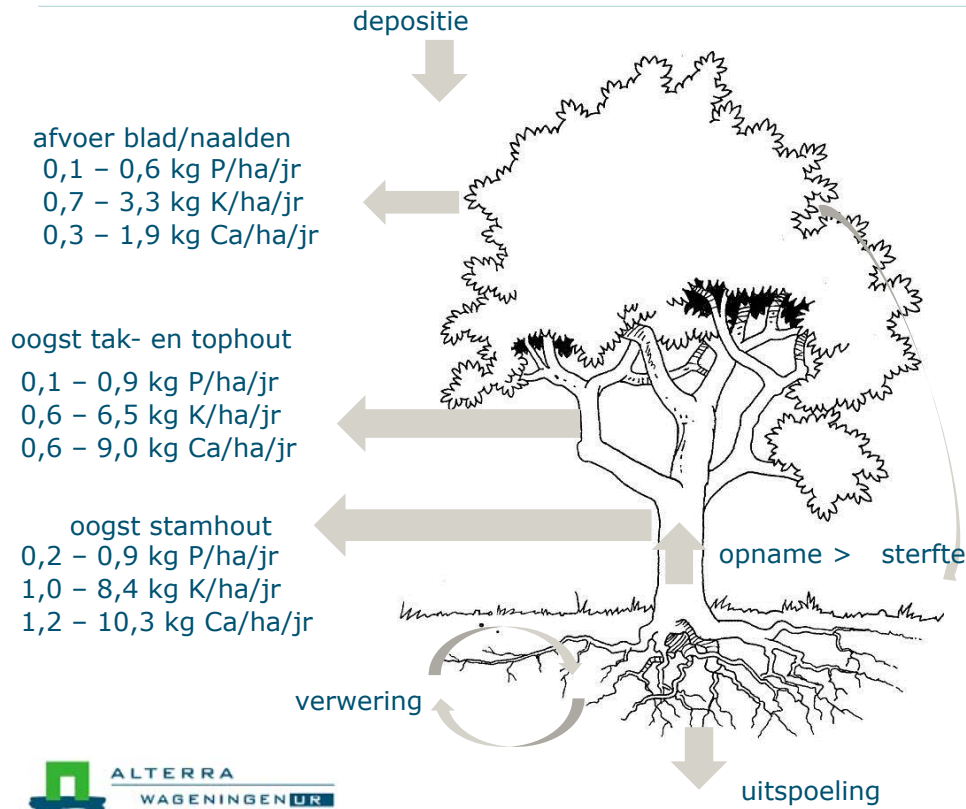 depositie
afvoer blad/naalden
0,1 – 0,6 kg P/ha/jr
0,7 – 3,3 kg K/ha/jr
0,3 – 1,9 kg Ca/ha/jr
oogst tak- en tophout
0,1 – 0,9 kg P/ha/jr
0,6 – 6,5 kg K/ha/jr
0,6 – 9,0 kg Ca/ha/jr
oogst stamhout
0,2 – 0,9 kg P/ha/jr
1,0 – 8,4 kg K/ha/jr
1,2 – 10,3 kg Ca/ha/jr
opname > sterfte
verwering
uitspoeling
ALTERRA
WAGENINGEN UR